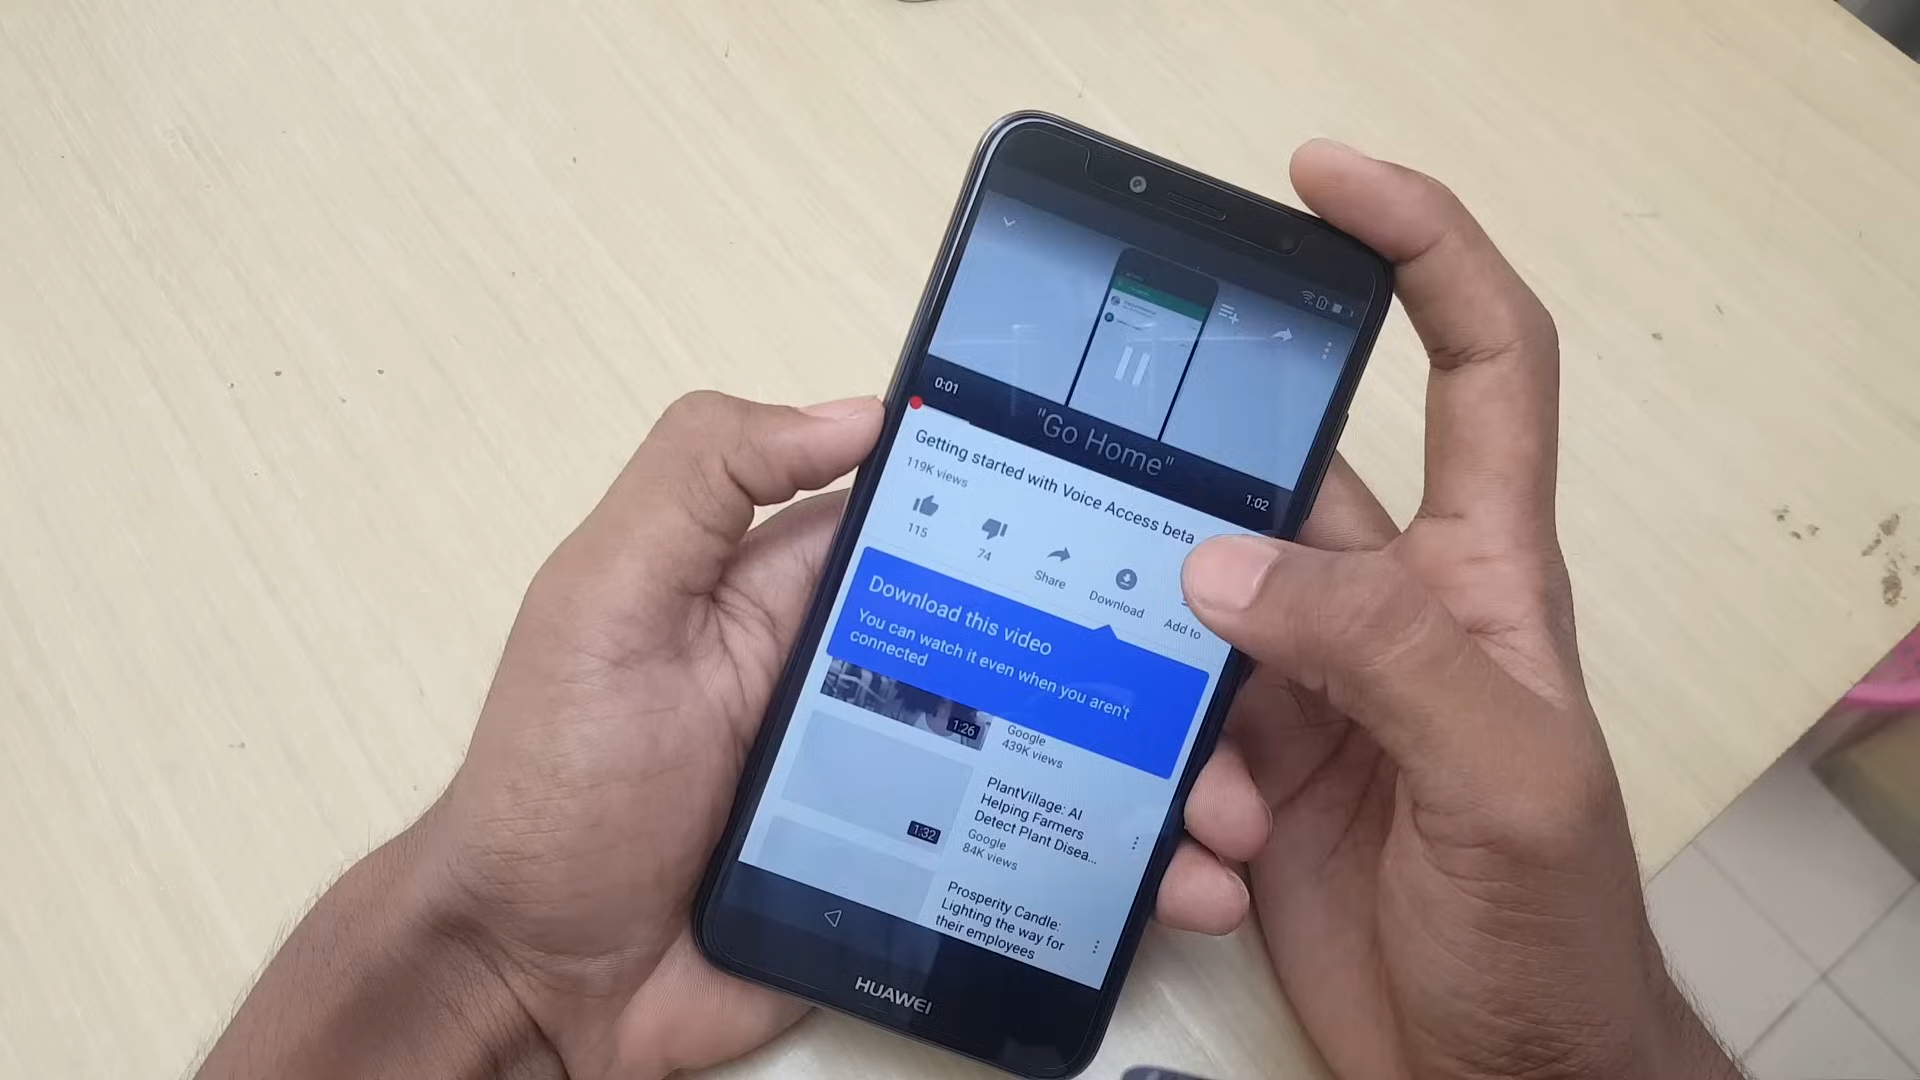 0:01
"Go Home"
1:02
Getting started with Voice Access beta
119K views
115
74
Share
Download
Add to
Download this video
You can watch it even when you aren't
connected
1:26
Google
439K views
1:32
PlantVillage: AI
Helping Farmers
Detect Plant Disea...
Google
84K views
Prosperity Candle:
Lighting the way for
their employees
HUAWEI